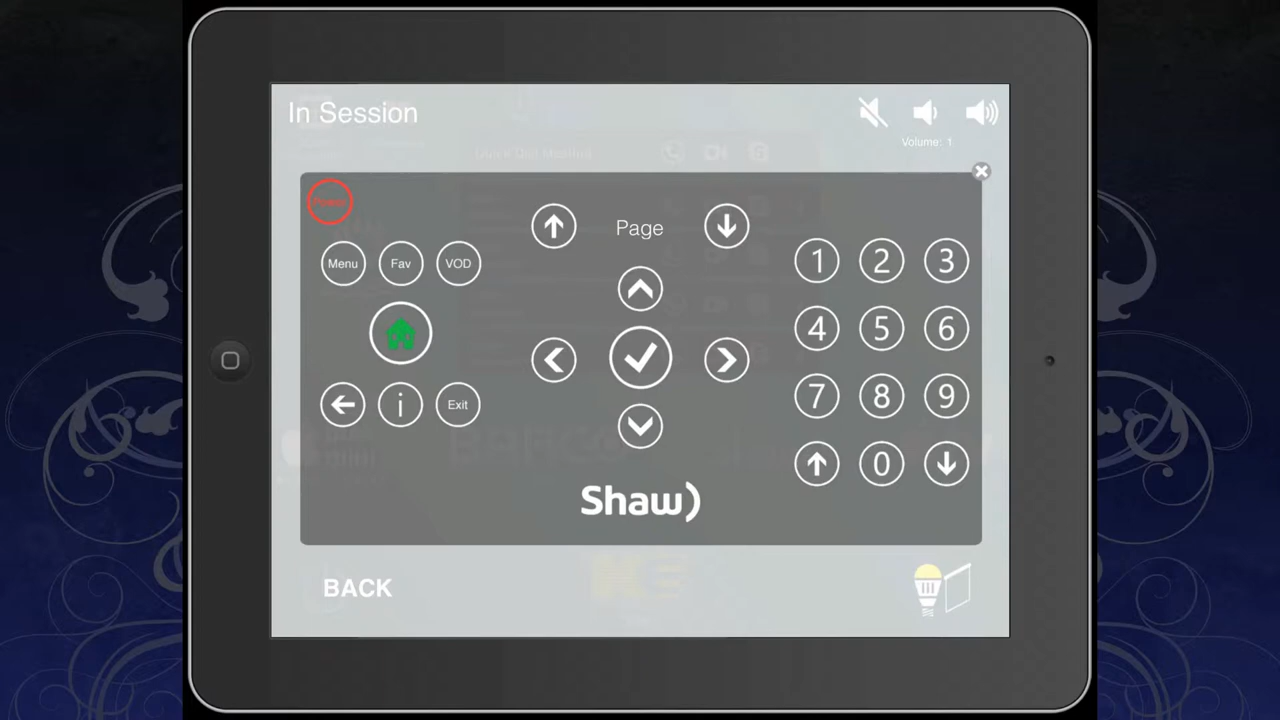 In Session
Volume: 1
Power
Page
Menu Fav VOD
1 2 3
4 5 6
i Exit
7 8 9
0
Shaw)
BACK